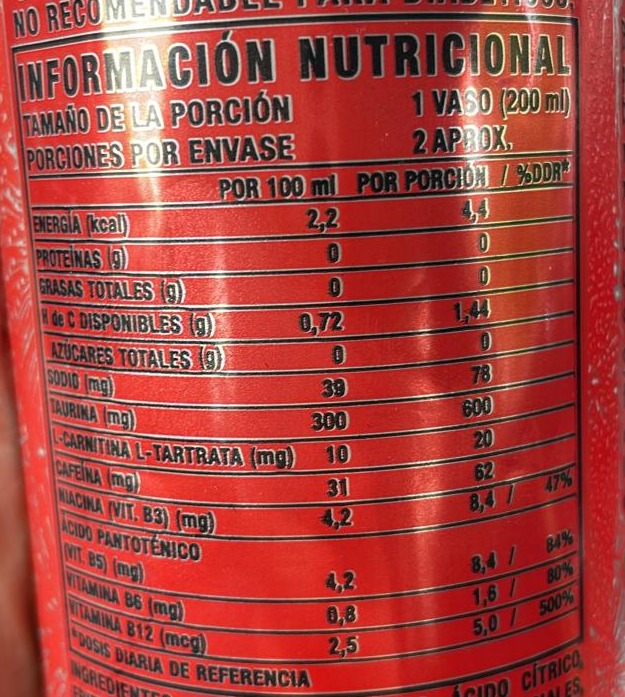 NO RECOMENDABLE PARA DIABÉTICOS.
INFORMACIÓN NUTRICIONAL
TAMAÑO DE LA PORCIÓN 1 VASO (200 ml)
PORCIONES POR ENVASE 2 APROX.
POR 100 ml POR PORCIÓN / %DDR*
ENERGÍA (kcal) 2,2 4,4
PROTEÍNAS (g) 0 0
GRASAS TOTALES (g) 0 0
H de C DISPONIBLES (g) 0,72 1,44
AZÚCARES TOTALES (g) 0 0
SODIO (mg) 39 78
TAURINA (mg) 300 600
L-CARNITINA L-TARTRATA (mg) 10 20
CAFEÍNA (mg) 31 62
NIACINA (VIT. B3) (mg) 4,2 8,4 / 47%
ÁCIDO PANTOTÉNICO
(VIT. B5) (mg) 4,2 8,4 / 84%
VITAMINA B6 (mg) 0,8 1,6 / 80%
VITAMINA B12 (mcg) 2,5 5,0 / 500%
*DOSIS DIARIA DE REFERENCIA
INGREDIENTES ÁCIDO CÍTRICO,